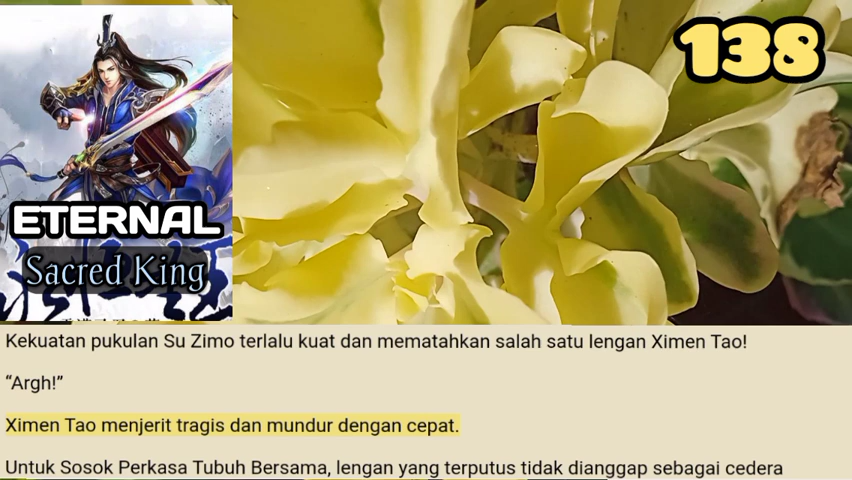 138
ETERNAL
Sacred King
Kekuatan pukulan Su Zimo terlalu kuat dan mematahkan salah satu lengan Ximen Tao!
“Argh!”
Ximen Tao menjerit tragis dan mundur dengan cepat.
Untuk Sosok Perkasa Tubuh Bersama, lengan yang terputus tidak dianggap sebagai cedera